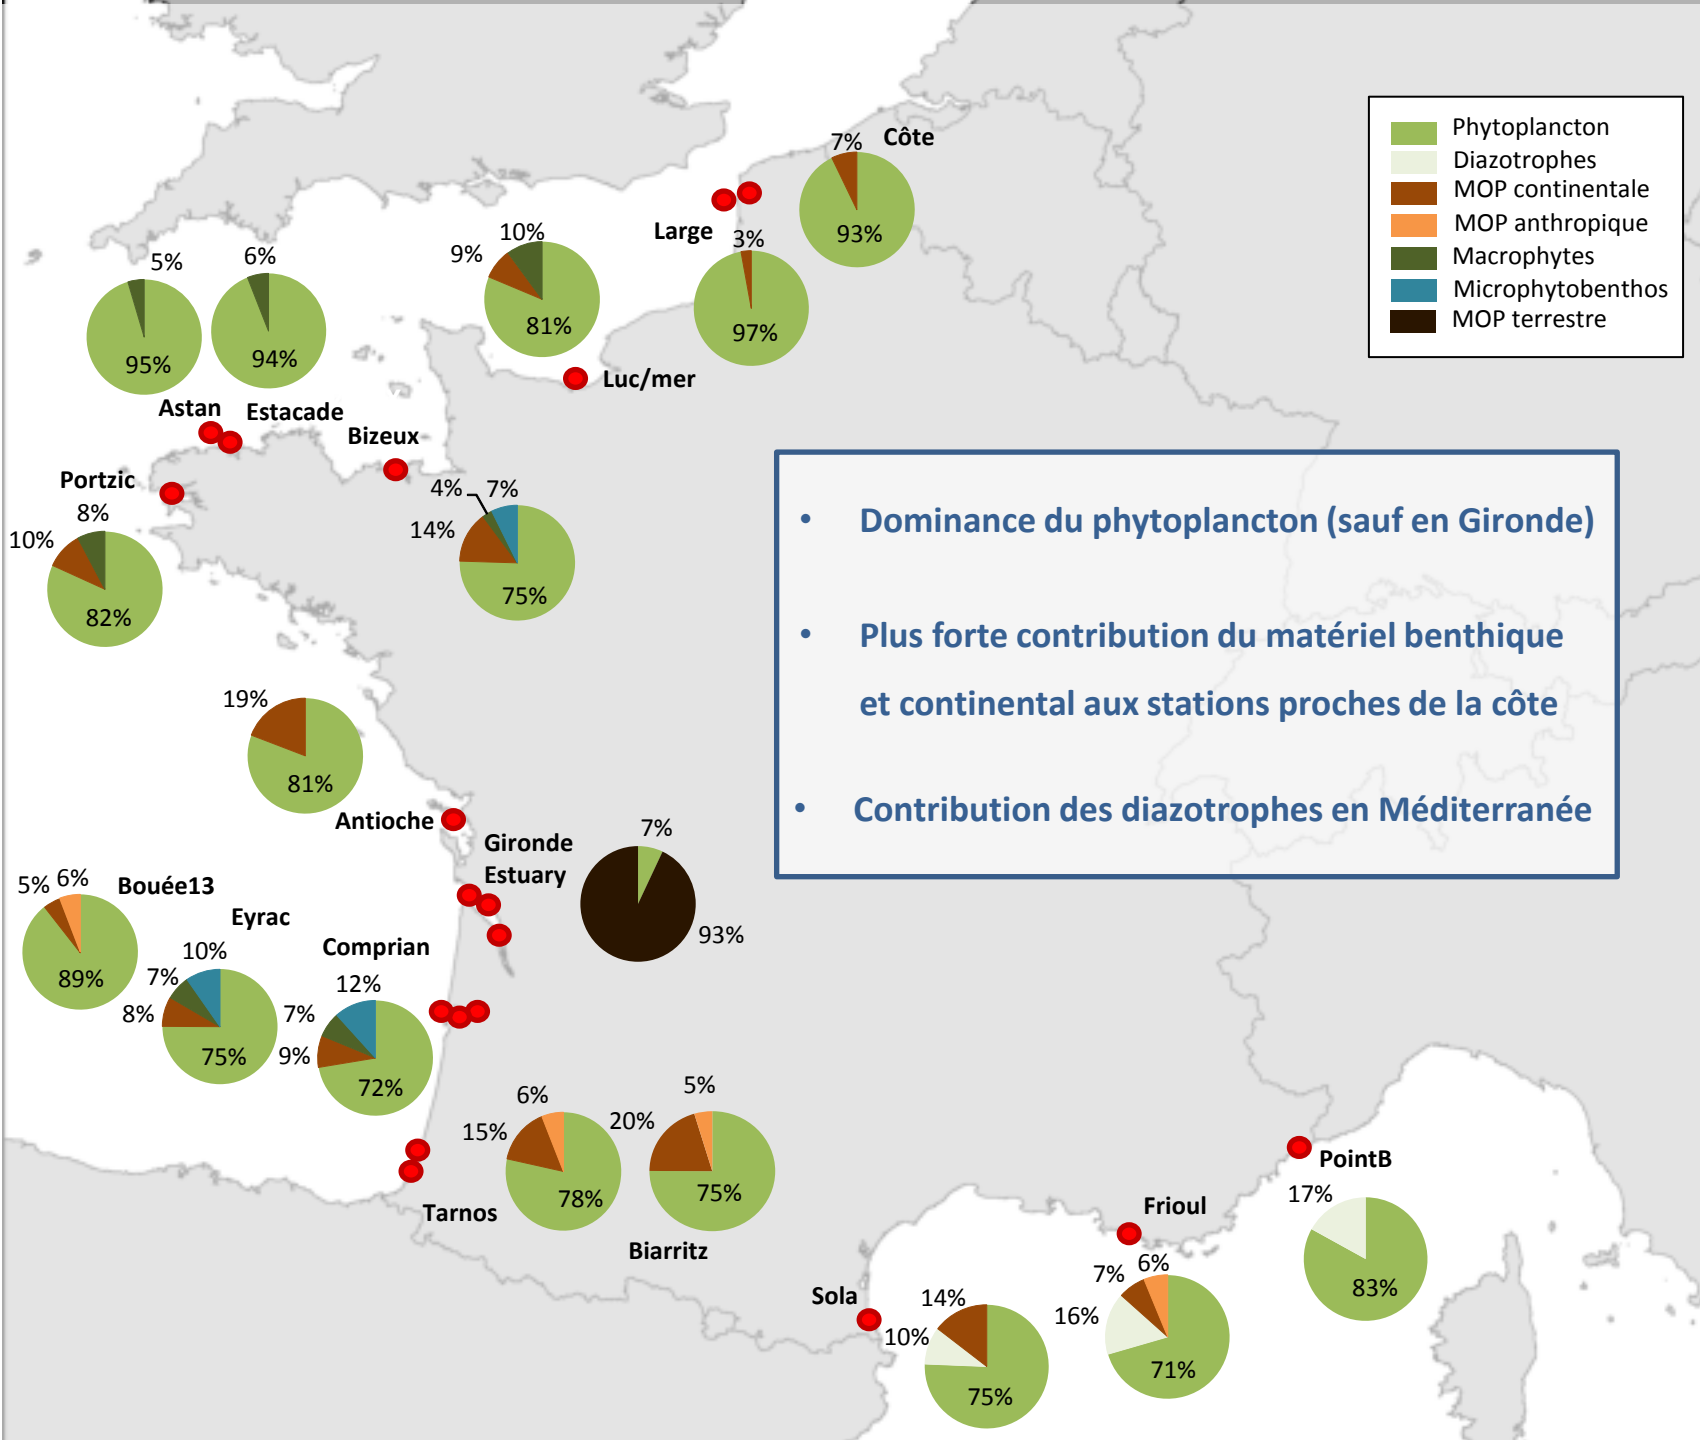 Phytoplancton
Diazotrophes
MOP continentale
MOP anthropique
Macrophytes
Microphytobenthos
MOP terrestre
Côte
7%
93%
Large
3%
97%
10%
9%
81%
Luc/mer
5%
95%
Astan
6%
94%
Estacade
Bizeux
4%
7%
14%
75%
Portzic
8%
10%
82%
• Dominance du phytoplancton (sauf en Gironde)
• Plus forte contribution du matériel benthique
et continental aux stations proches de la côte
• Contribution des diazotrophes en Méditerranée
19%
81%
Antioche
Gironde
Estuary
7%
93%
Bouée13
5%
6%
89%
Eyrac
10%
7%
8%
75%
Comprian
12%
7%
9%
72%
6%
15%
78%
Tarnos
5%
20%
75%
Biarritz
Sola
14%
10%
75%
Frioul
6%
7%
16%
71%
PointB
17%
83%